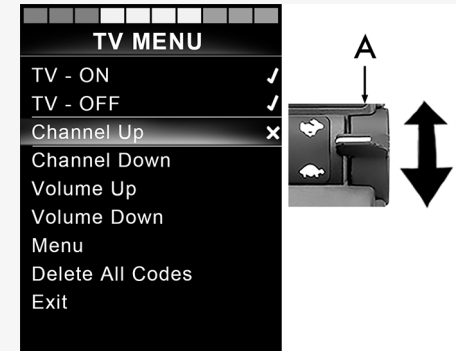 TV MENU
TV - ON
TV - OFF
Channel Up
Channel Down
Volume Up
Volume Down
Menu
Delete All Codes
Exit
A